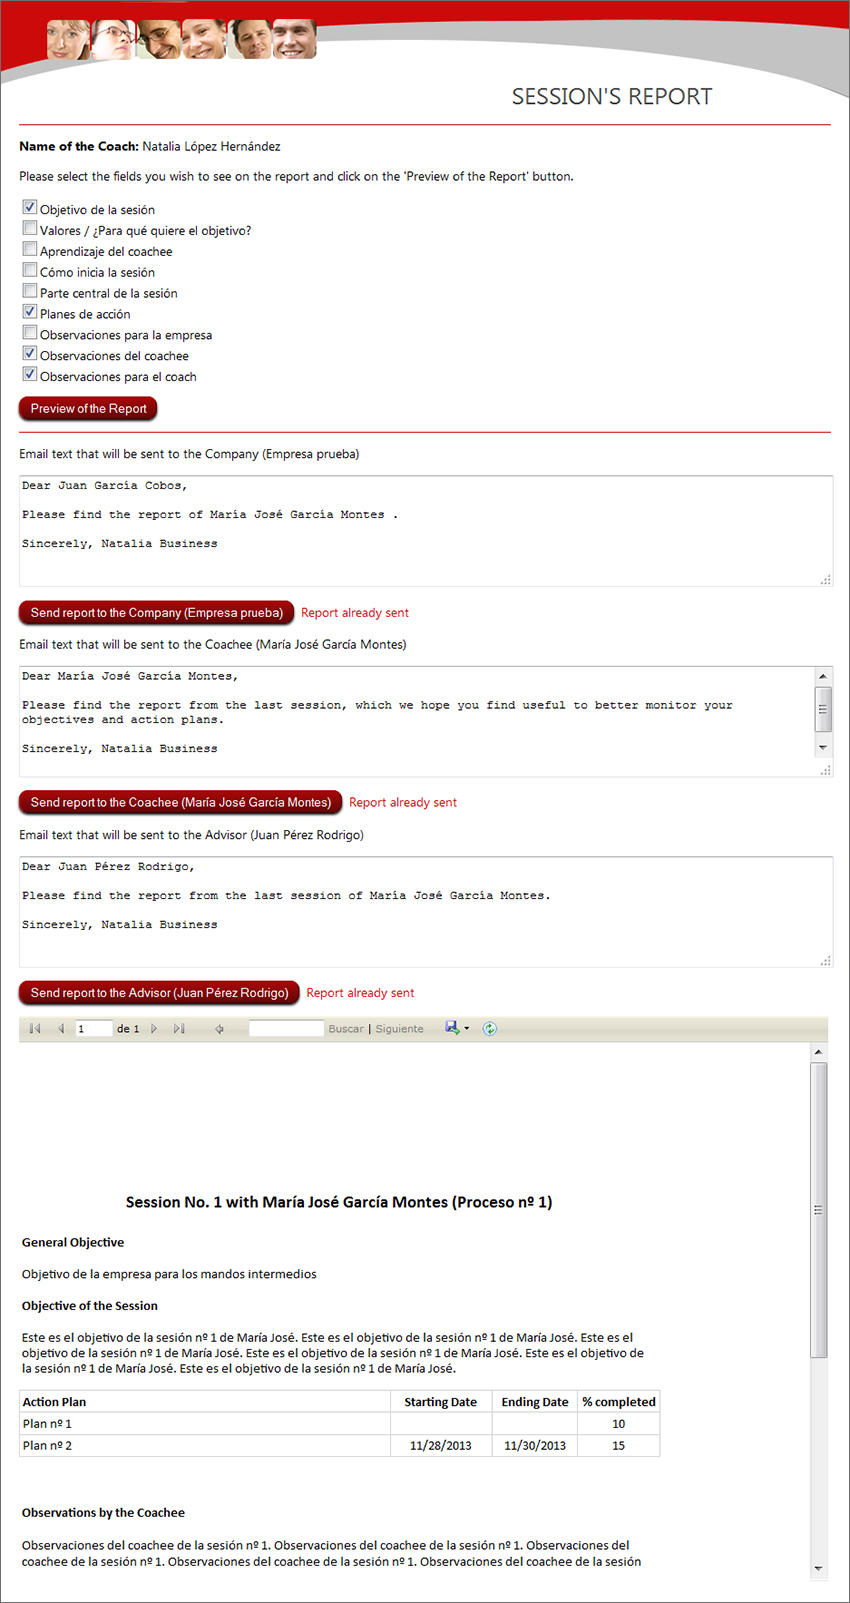 SESSION'S REPORT
Name of the Coach: Natalia López Hernández
Please select the fields you wish to see on the report and click on the 'Preview of the Report' button.
Objetivo de la sesión
Valores / ¿Para qué quiere el objetivo?
Aprendizaje del coachee
Cómo inicia la sesión
Parte central de la sesión
Planes de acción
Observaciones para la empresa
Observaciones del coachee
Observaciones para el coach
Preview of the Report
Email text that will be sent to the Company (Empresa prueba)
Dear Juan García Cobos,
Please find the report of María José García Montes .
Sincerely, Natalia Business
Send report to the Company (Empresa prueba) Report already sent
Email text that will be sent to the Coachee (María José García Montes)
Dear María José García Montes,
Please find the report from the last session, which we hope you find useful to better monitor your
objectives and action plans.
Sincerely, Natalia Business
Send report to the Coachee (María José García Montes) Report already sent
Email text that will be sent to the Advisor (Juan Pérez Rodrigo)
Dear Juan Pérez Rodrigo,
Please find the report from the last session of María José García Montes.
Sincerely, Natalia Business
Send report to the Advisor (Juan Pérez Rodrigo) Report already sent
1 de 1 Buscar | Siguiente
Session No. 1 with María José García Montes (Proceso nº 1)
General Objective
Objetivo de la empresa para los mandos intermedios
Objective of the Session
Este es el objetivo de la sesión nº 1 de María José. Este es el objetivo de la sesión nº 1 de María José. Este es el
objetivo de la sesión nº 1 de María José. Este es el objetivo de la sesión nº 1 de María José. Este es el objetivo de
la sesión nº 1 de María José. Este es el objetivo de la sesión nº 1 de María José.
Action Plan Starting Date Ending Date % completed
Plan nº 1 10
Plan nº 2 11/28/2013 11/30/2013 15
Observations by the Coachee
Observaciones del coachee de la sesión nº 1. Observaciones del coachee de la sesión nº 1. Observaciones del
coachee de la sesión nº 1. Observaciones del coachee de la sesión nº 1. Observaciones del coachee de la sesión